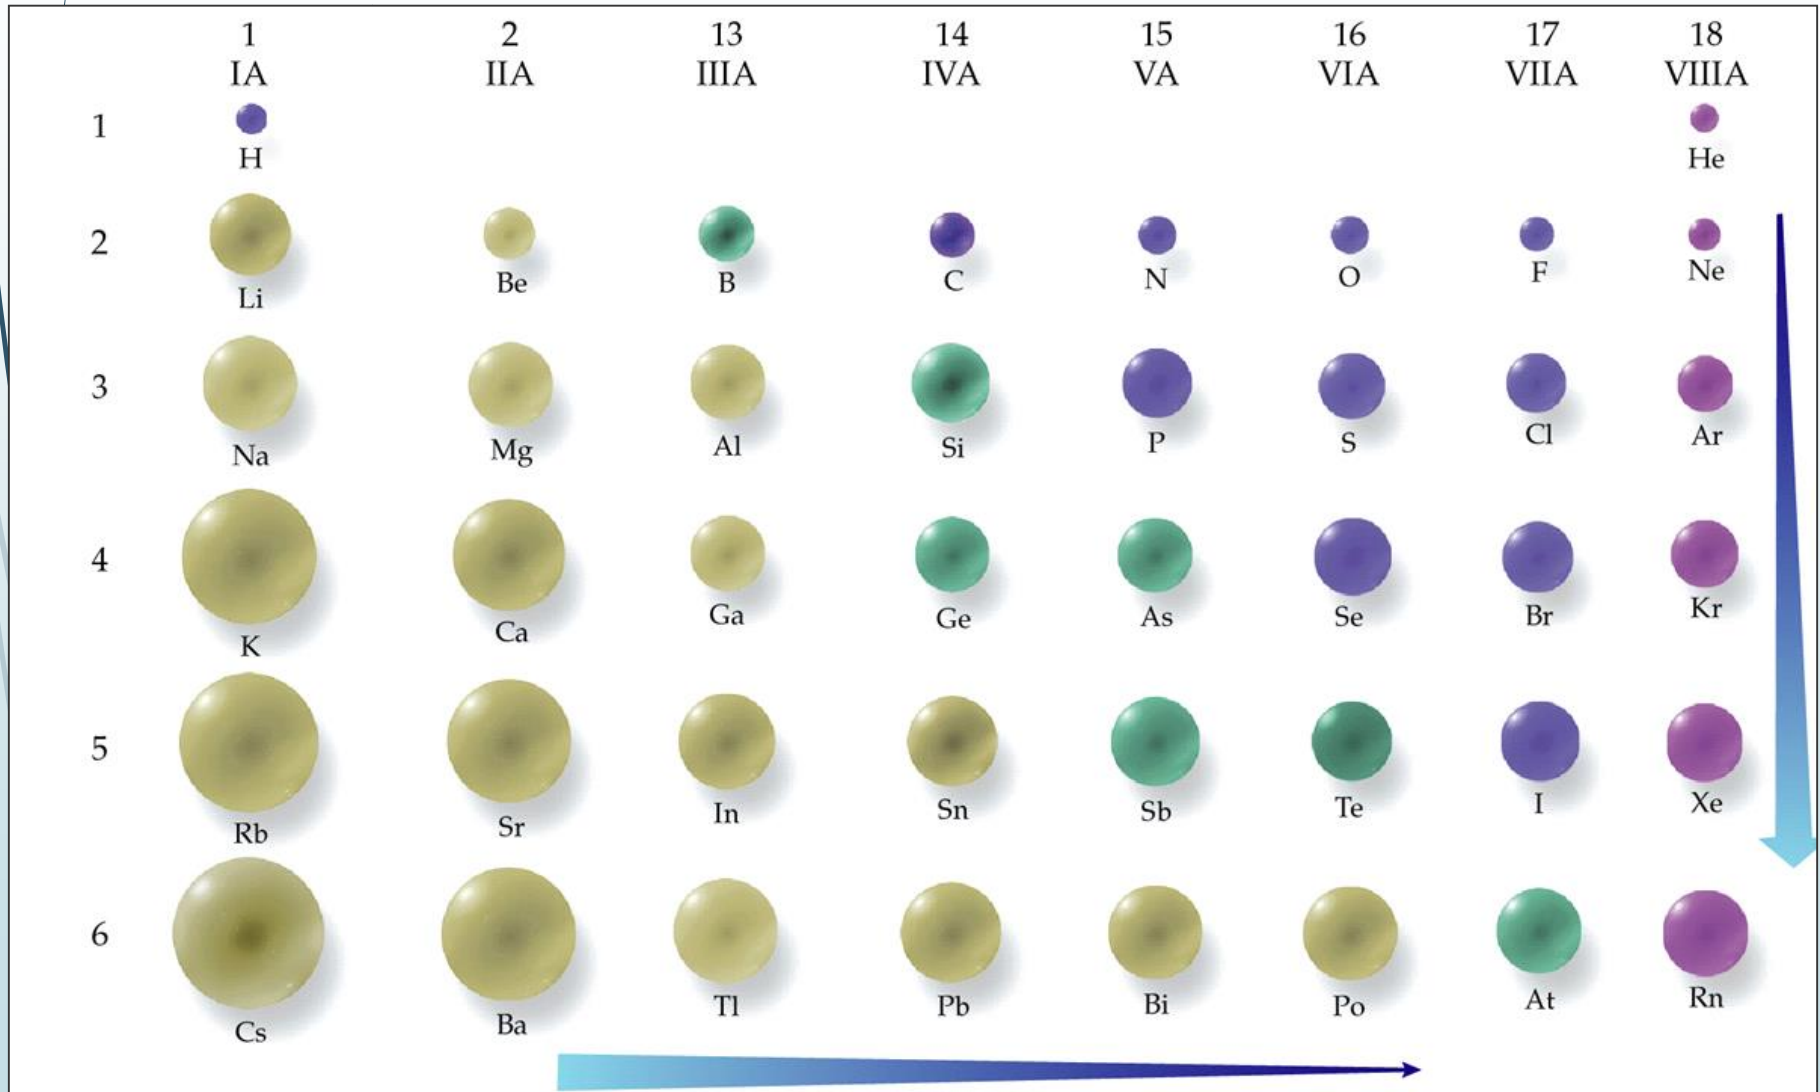 1 2 13 14 15 16 17 18
IA IIA IIIA IVA VA VIA VIIA VIIIA
1
H He
2
Li Be B C N O F Ne
3
Na Mg Al Si P S Cl Ar
4
K Ca Ga Ge As Se Br Kr
5
Rb Sr In Sn Sb Te I Xe
6
Cs Ba Tl Pb Bi Po At Rn